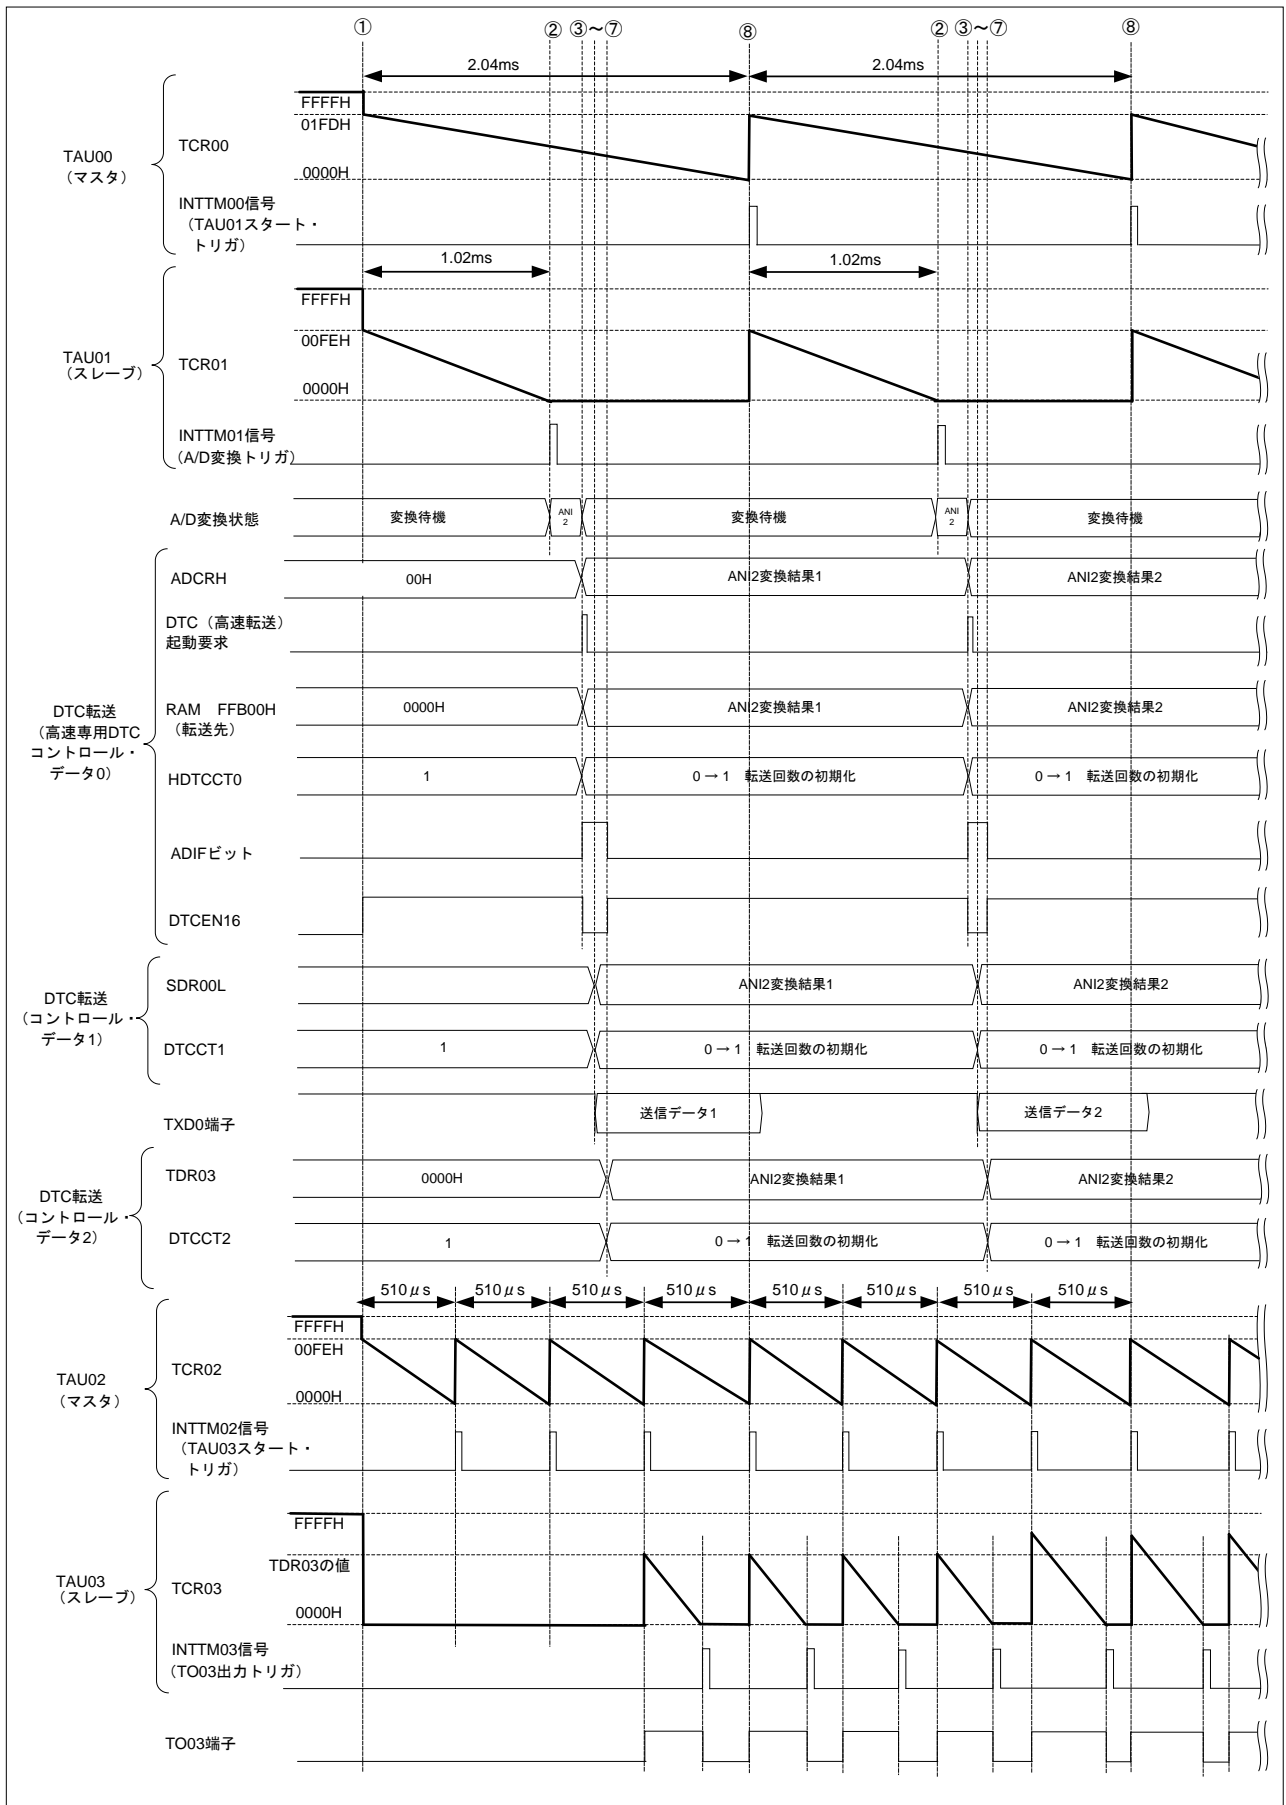 ① ② ③～⑦ ⑧ ② ③～⑦ ⑧
2.04ms 2.04ms
TAU00
（マスタ）
TCR00
FFFFH
01FDH
0000H
INTTM00信号
（TAU01スタート・
トリガ）
1.02ms 1.02ms
TAU01
（スレーブ）
TCR01
FFFFH
00FEH
0000H
INTTM01信号
（A/D変換トリガ）
A/D変換状態
変換待機
ANI
2
変換待機
ANI
2
変換待機
DTC転送
（高速専用DTC
コントロール・
データ0）
ADCRH
00H ANI2変換結果1 ANI2変換結果2
DTC（高速転送）
起動要求
RAM　FFB00H
（転送先）
0000H ANI2変換結果1 ANI2変換結果2
HDTCCT0
1 0→1　転送回数の初期化 0→1　転送回数の初期化
ADIFビット
DTCEN16
DTC転送
（コントロール・
データ1）
SDR00L
ANI2変換結果1 ANI2変換結果2
DTCCT1
1 0→1　転送回数の初期化 0→1　転送回数の初期化
TXD0端子
送信データ1 送信データ2
DTC転送
（コントロール・
データ2）
TDR03
0000H ANI2変換結果1 ANI2変換結果2
DTCCT2
1 0→1　転送回数の初期化 0→1　転送回数の初期化
510μs 510μs 510μs 510μs 510μs 510μs 510μs 510μs
TAU02
（マスタ）
TCR02
FFFFH
00FEH
0000H
INTTM02信号
（TAU03スタート・
トリガ）
TAU03
（スレーブ）
TCR03
FFFFH
TDR03の値
0000H
INTTM03信号
（TO03出力トリガ）
TO03端子